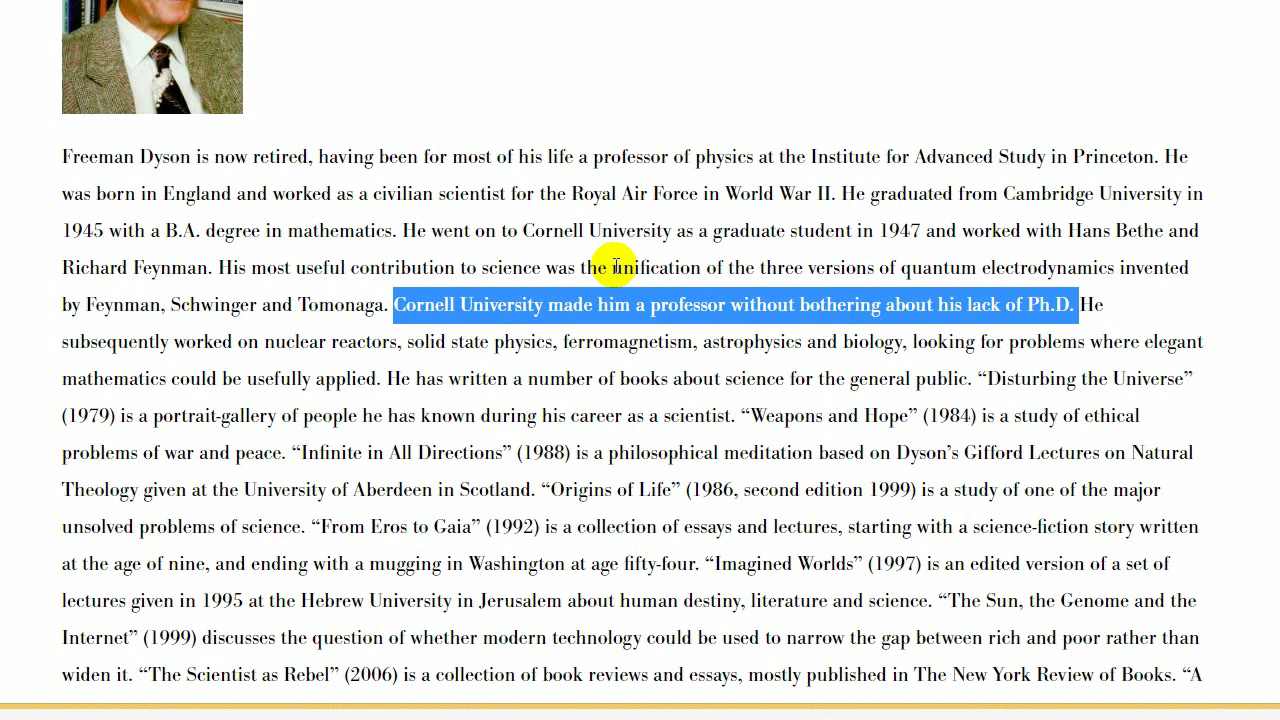 Freeman Dyson is now retired, having been for most of his life a professor of physics at the Institute for Advanced Study in Princeton. He
was born in England and worked as a civilian scientist for the Royal Air Force in World War II. He graduated from Cambridge University in
1945 with a B.A. degree in mathematics. He went on to Cornell University as a graduate student in 1947 and worked with Hans Bethe and
Richard Feynman. His most useful contribution to science was the unification of the three versions of quantum electrodynamics invented
by Feynman, Schwinger and Tomonaga. Cornell University made him a professor without bothering about his lack of Ph.D. He
subsequently worked on nuclear reactors, solid state physics, ferromagnetism, astrophysics and biology, looking for problems where elegant
mathematics could be usefully applied. He has written a number of books about science for the general public. “Disturbing the Universe”
(1979) is a portrait-gallery of people he has known during his career as a scientist. “Weapons and Hope” (1984) is a study of ethical
problems of war and peace. “Infinite in All Directions” (1988) is a philosophical meditation based on Dyson’s Gifford Lectures on Natural
Theology given at the University of Aberdeen in Scotland. “Origins of Life” (1986, second edition 1999) is a study of one of the major
unsolved problems of science. “From Eros to Gaia” (1992) is a collection of essays and lectures, starting with a science-fiction story written
at the age of nine, and ending with a mugging in Washington at age fifty-four. “Imagined Worlds” (1997) is an edited version of a set of
lectures given in 1995 at the Hebrew University in Jerusalem about human destiny, literature and science. “The Sun, the Genome and the
Internet” (1999) discusses the question of whether modern technology could be used to narrow the gap between rich and poor rather than
widen it. “The Scientist as Rebel” (2006) is a collection of book reviews and essays, mostly published in The New York Review of Books. “A